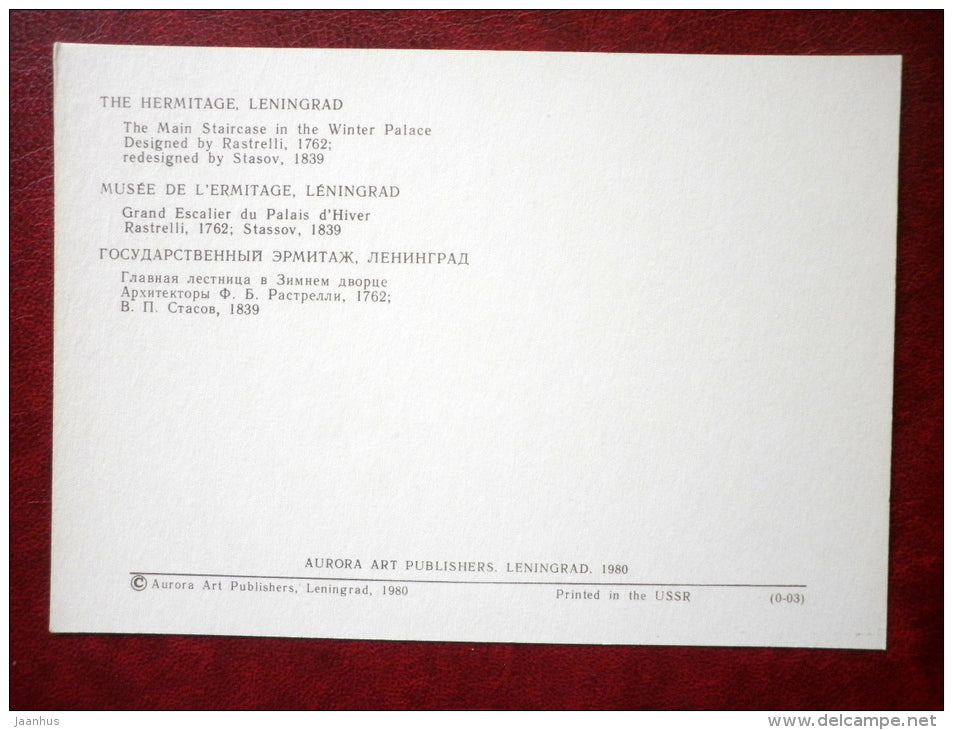 THE HERMITAGE, LENINGRAD
The Main Staircase in the Winter Palace
Designed by Rastrelli, 1762;
redesigned by Stasov, 1839
MUSÉE DE L'ERMITAGE, LÉNINGRAD
Grand Escalier du Palais d'Hiver
Rastrelli, 1762; Stassov, 1839
ГОСУДАРСТВЕННЫЙ ЭРМИТАЖ, ЛЕНИНГРАД
Главная лестница в Зимнем дворце
Архитекторы Ф. Б. Растрелли, 1762;
В. П. Стасов, 1839
AURORA ART PUBLISHERS. LENINGRAD. 1980
© Aurora Art Publishers, Leningrad, 1980 Printed in the USSR (0-03)
jaanhus
www.delcampe.net